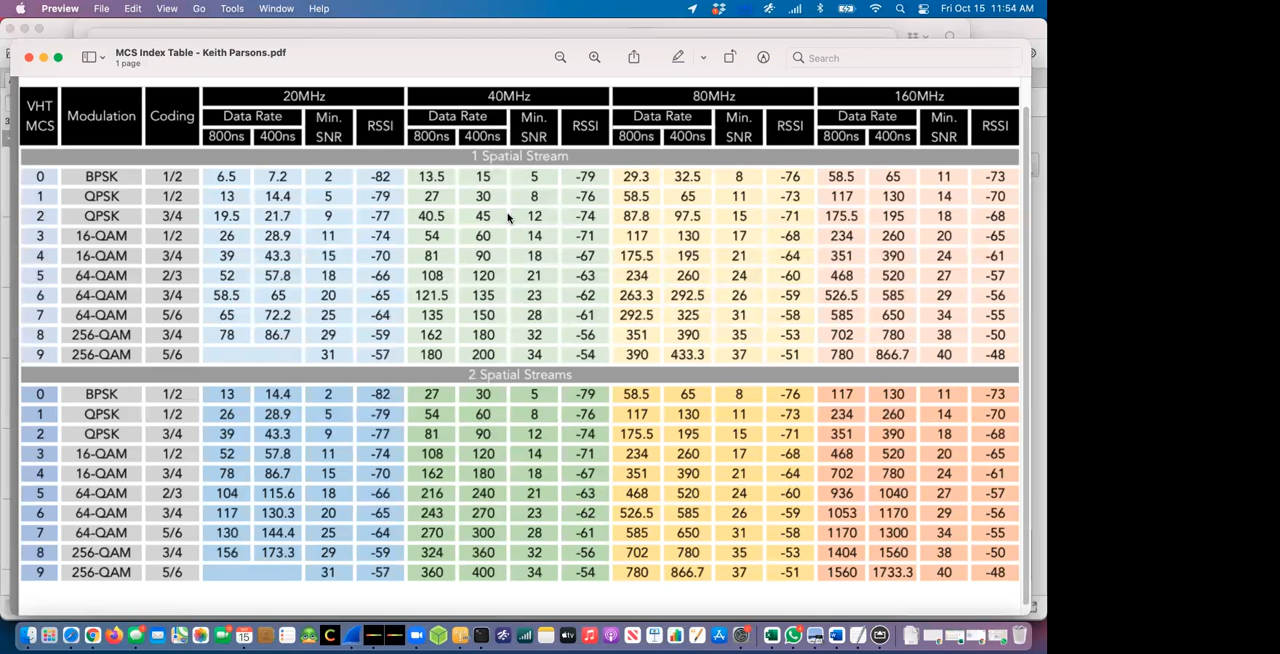 Preview File Edit View Go Tools Window Help Fri Oct 15 11:54 AM
MCS Index Table - Keith Parsons.pdf
1 page
Search
VHT MCS Modulation Coding 20MHz 40MHz 80MHz 160MHz
Data Rate Min. SNR RSSI Data Rate Min. SNR RSSI Data Rate Min. SNR RSSI Data Rate Min. SNR RSSI
800ns 400ns 800ns 400ns 800ns 400ns 800ns 400ns
1 Spatial Stream
0 BPSK 1/2 6.5 7.2 2 -82 13.5 15 5 -79 29.3 32.5 8 -76 58.5 65 11 -73
1 QPSK 1/2 13 14.4 5 -79 27 30 8 -76 58.5 65 11 -73 117 130 14 -70
2 QPSK 3/4 19.5 21.7 9 -77 40.5 45 12 -74 87.8 97.5 15 -71 175.5 195 18 -68
3 16-QAM 1/2 26 28.9 11 -74 54 60 14 -71 117 130 17 -68 234 260 20 -65
4 16-QAM 3/4 39 43.3 15 -70 81 90 18 -67 175.5 195 21 -64 351 390 24 -61
5 64-QAM 2/3 52 57.8 18 -66 108 120 21 -63 234 260 24 -60 468 520 27 -57
6 64-QAM 3/4 58.5 65 20 -65 121.5 135 23 -62 263.3 292.5 26 -59 526.5 585 29 -56
7 64-QAM 5/6 65 72.2 25 -64 135 150 28 -61 292.5 325 31 -58 585 650 34 -55
8 256-QAM 3/4 78 86.7 29 -59 162 180 32 -56 351 390 35 -53 702 780 38 -50
9 256-QAM 5/6 31 -57 180 200 34 -54 390 433.3 37 -51 780 866.7 40 -48
2 Spatial Streams
0 BPSK 1/2 13 14.4 2 -82 27 30 5 -79 58.5 65 8 -76 117 130 11 -73
1 QPSK 1/2 26 28.9 5 -79 54 60 8 -76 117 130 11 -73 234 260 14 -70
2 QPSK 3/4 39 43.3 9 -77 81 90 12 -74 175.5 195 15 -71 351 390 18 -68
3 16-QAM 1/2 52 57.8 11 -74 108 120 14 -71 234 260 17 -68 468 520 20 -65
4 16-QAM 3/4 78 86.7 15 -70 162 180 18 -67 351 390 21 -64 702 780 24 -61
5 64-QAM 2/3 104 115.6 18 -66 216 240 21 -63 468 520 24 -60 936 1040 27 -57
6 64-QAM 3/4 117 130.3 20 -65 243 270 23 -62 526.5 585 26 -59 1053 1170 29 -56
7 64-QAM 5/6 130 144.4 25 -64 270 300 28 -61 585 650 31 -58 1170 1300 34 -55
8 256-QAM 3/4 156 173.3 29 -59 324 360 32 -56 702 780 35 -53 1404 1560 38 -50
9 256-QAM 5/6 31 -57 360 400 34 -54 780 866.7 37 -51 1560 1733.3 40 -48